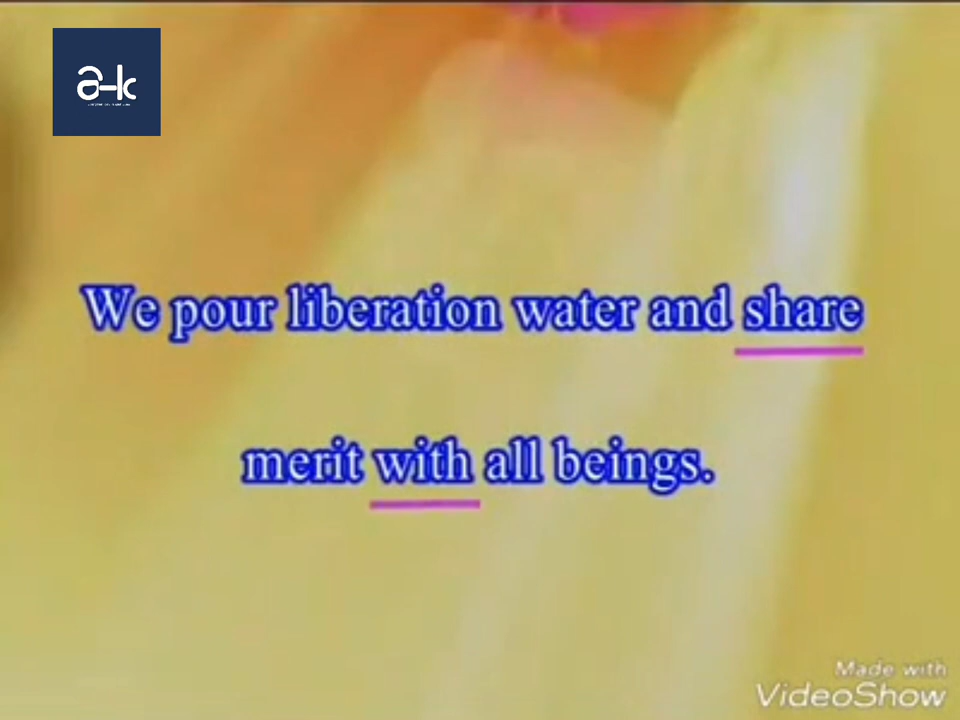 a-k
We pour liberation water and share
merit with all beings.
Made with
VideoShow